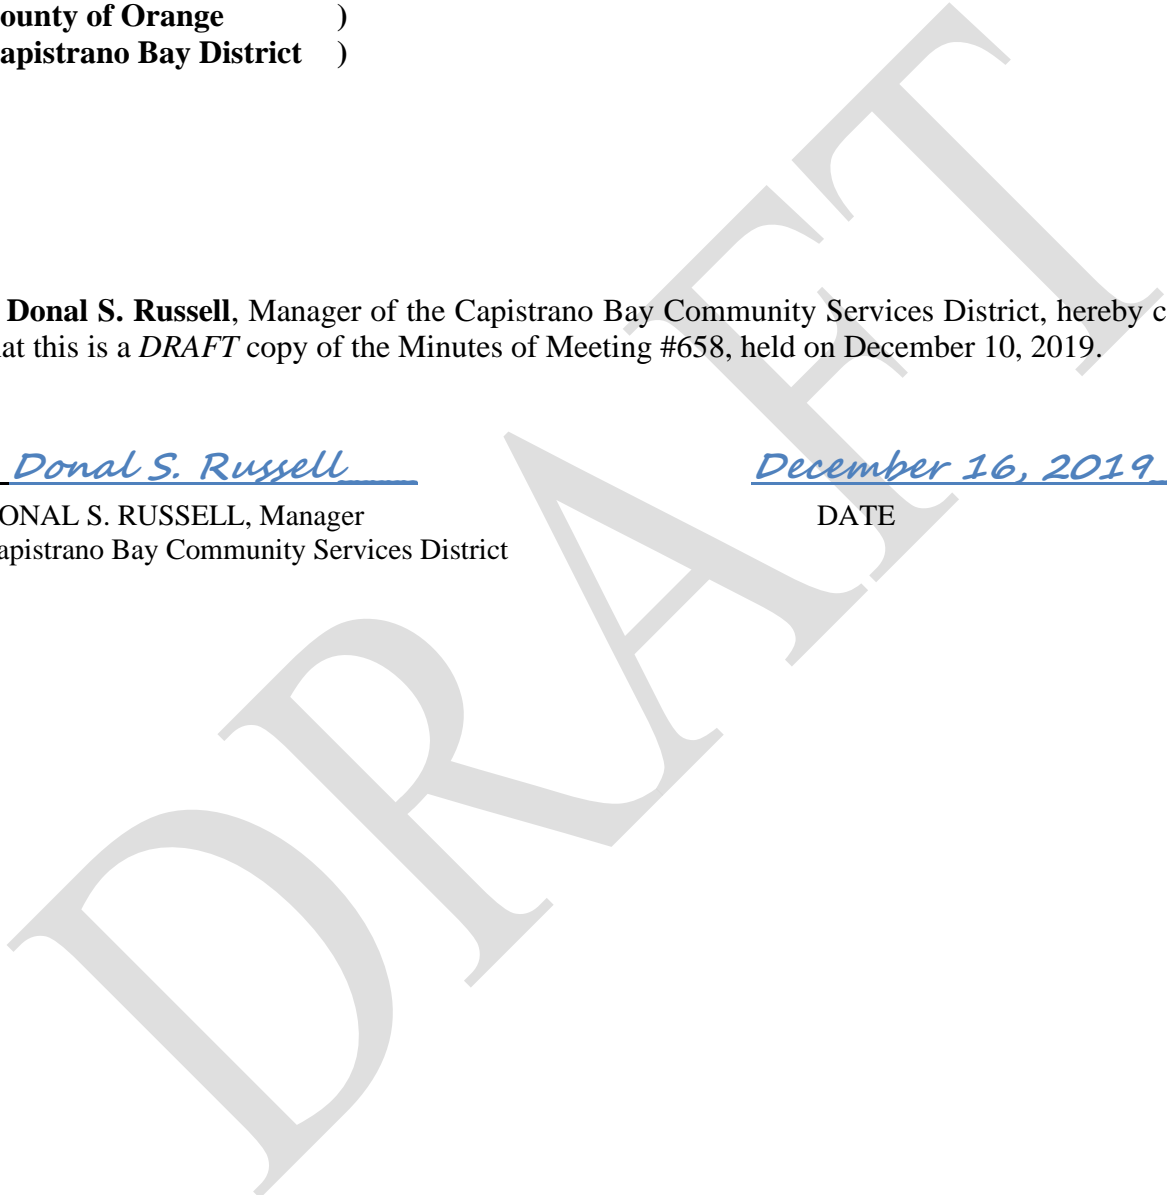 ounty of Orange )
apistrano Bay District )
Donal S. Russell, Manager of the Capistrano Bay Community Services District, hereby c
at this is a DRAFT copy of the Minutes of Meeting #658, held on December 10, 2019.
Donal S. Russell_____ December 16, 2019_
ONAL S. RUSSELL, Manager DATE
apistrano Bay Community Services District
DRAFT